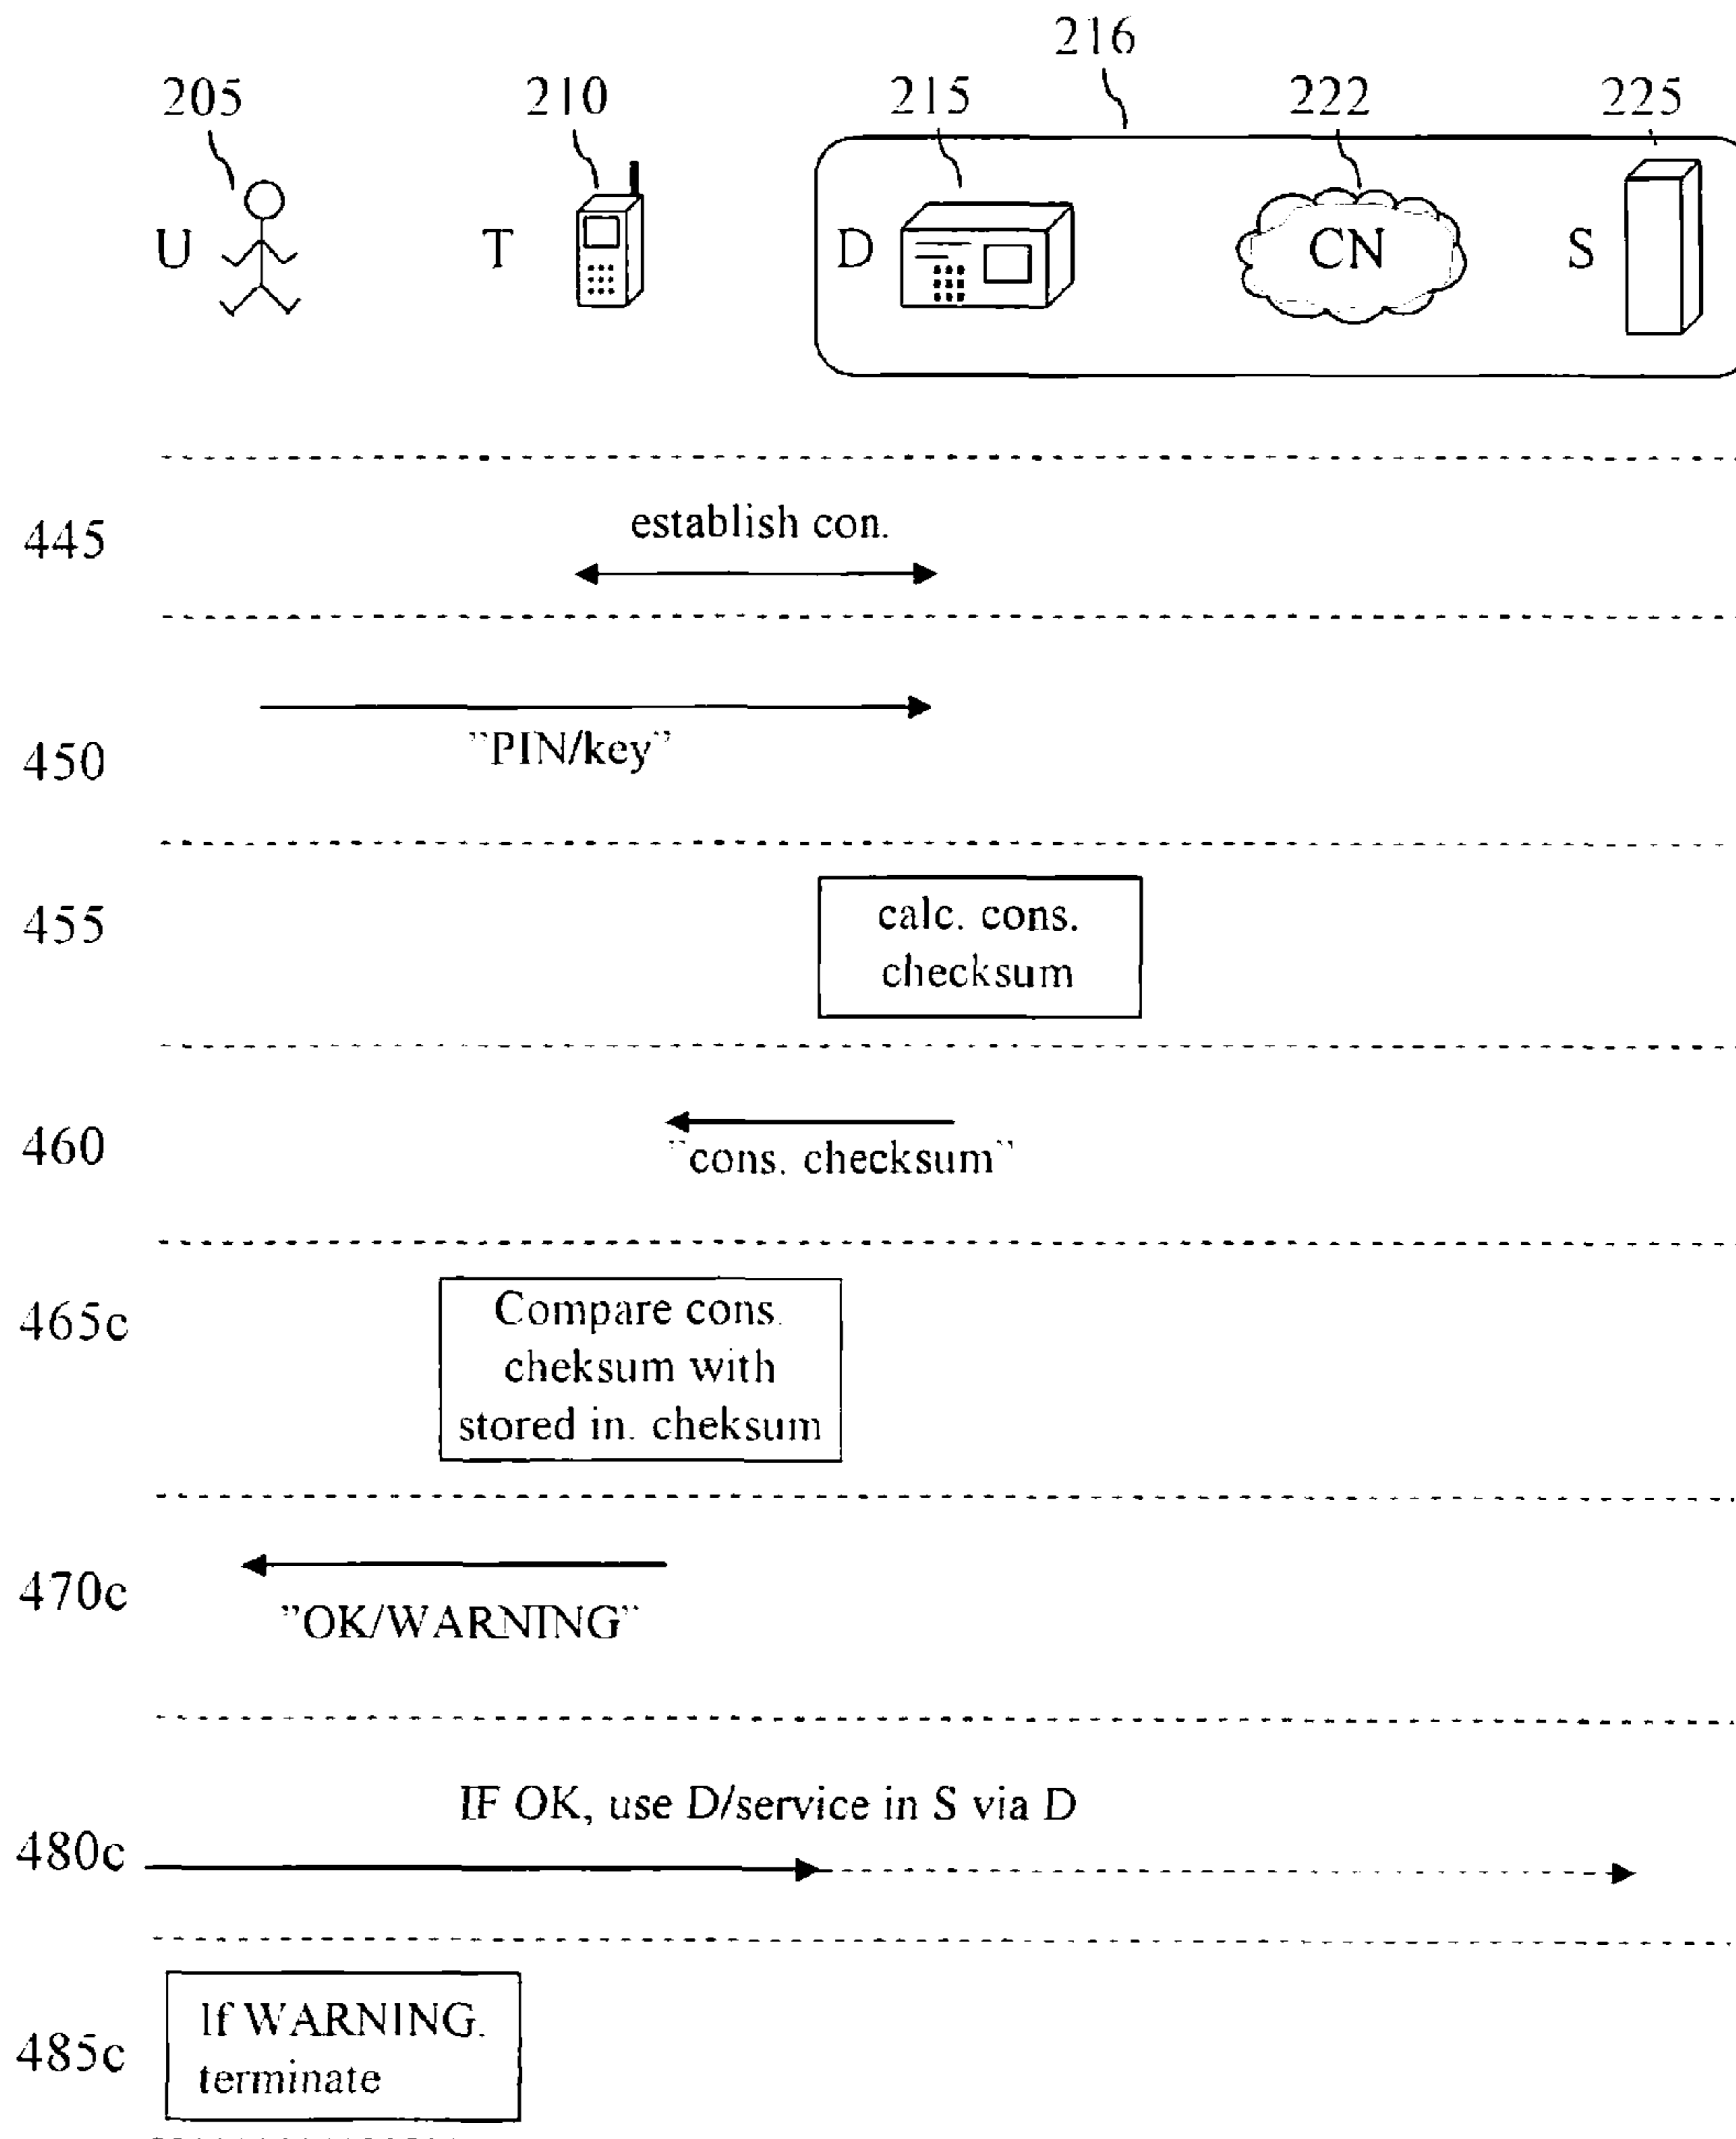 216
205 210 215 222 225
U T D CN S
445 establish con.
450 "PIN/key"
455 calc. cons.
checksum
460 "cons. checksum"
465c Compare cons.
cheksum with
stored in. cheksum
470c "OK/WARNING"
IF OK, use D/service in S via D
480c
If WARNING.
485c terminate